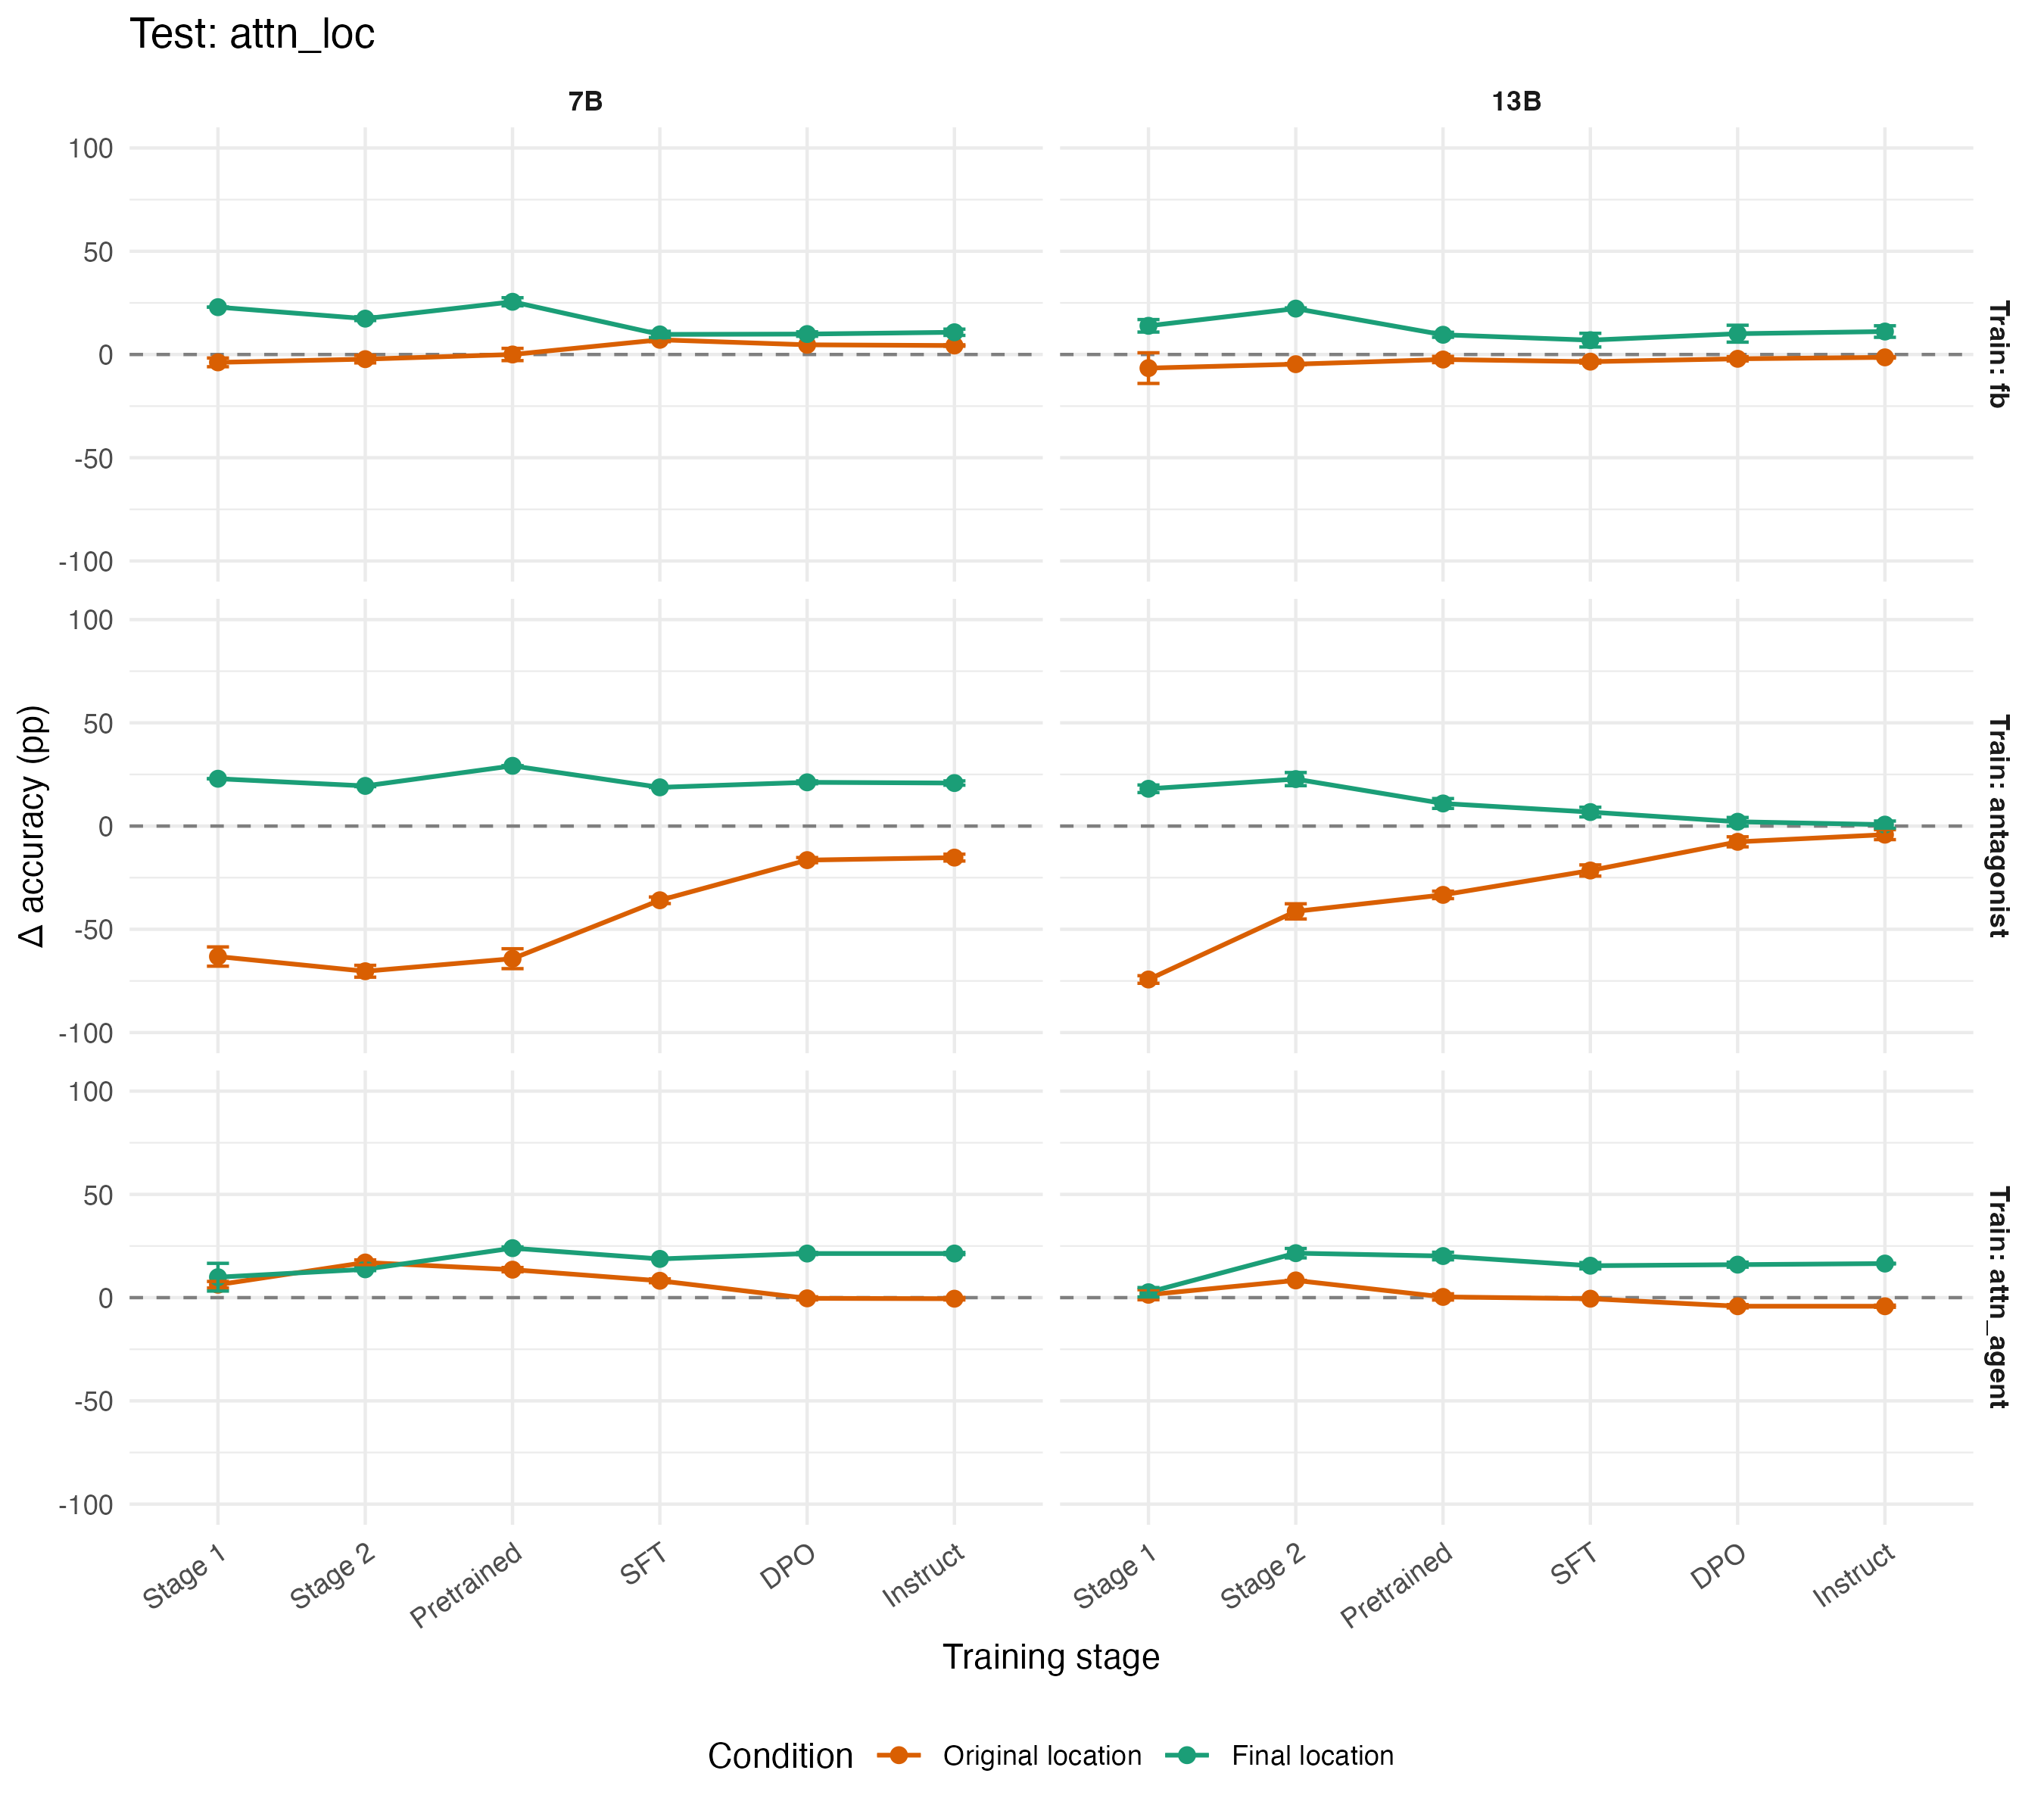 Test: attn_loc
7B
13B
100
50
0
-50
-100
Train: fb
100
50
0
-50
-100
Train: antagonist
100
50
0
-50
-100
Train: attn_agent
Δ accuracy (pp)
Stage 1
Stage 2
Pretrained
SFT
DPO
Instruct
Stage 1
Stage 2
Pretrained
SFT
DPO
Instruct
Training stage
Condition Original location Final location